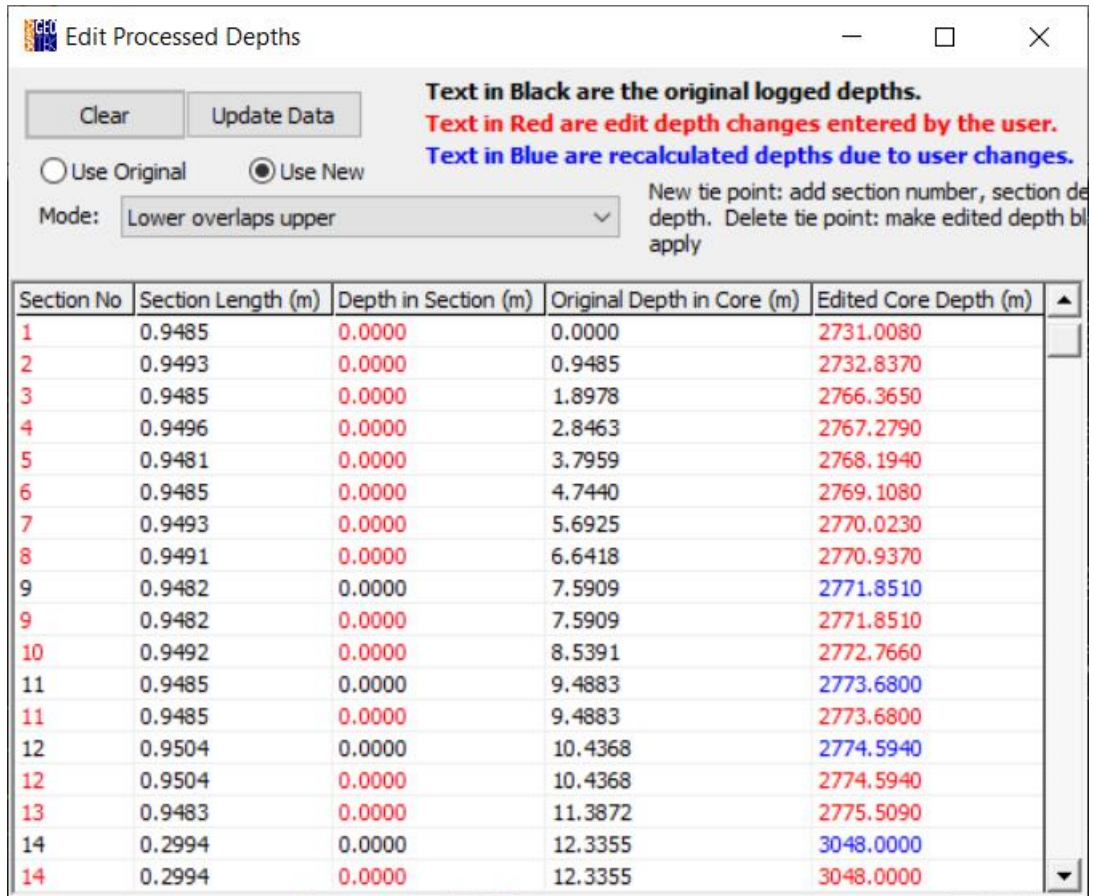 GEO
TEK
Edit Processed Depths
Clear
Update Data
Text in Black are the original logged depths.
Text in Red are edit depth changes entered by the user.
Text in Blue are recalculated depths due to user changes.
Use Original
Use New
Mode:
Lower overlaps upper
New tie point: add section number, section de
depth. Delete tie point: make edited depth bl
apply
Section No Section Length (m) Depth in Section (m) Original Depth in Core (m) Edited Core Depth (m)
1 0.9485 0.0000 0.0000 2731.0080
2 0.9493 0.0000 0.9485 2732.8370
3 0.9485 0.0000 1.8978 2766.3650
4 0.9496 0.0000 2.8463 2767.2790
5 0.9481 0.0000 3.7959 2768.1940
6 0.9485 0.0000 4.7440 2769.1080
7 0.9493 0.0000 5.6925 2770.0230
8 0.9491 0.0000 6.6418 2770.9370
9 0.9482 0.0000 7.5909 2771.8510
9 0.9482 0.0000 7.5909 2771.8510
10 0.9492 0.0000 8.5391 2772.7660
11 0.9485 0.0000 9.4883 2773.6800
11 0.9485 0.0000 9.4883 2773.6800
12 0.9504 0.0000 10.4368 2774.5940
12 0.9504 0.0000 10.4368 2774.5940
13 0.9483 0.0000 11.3872 2775.5090
14 0.2994 0.0000 12.3355 3048.0000
14 0.2994 0.0000 12.3355 3048.0000